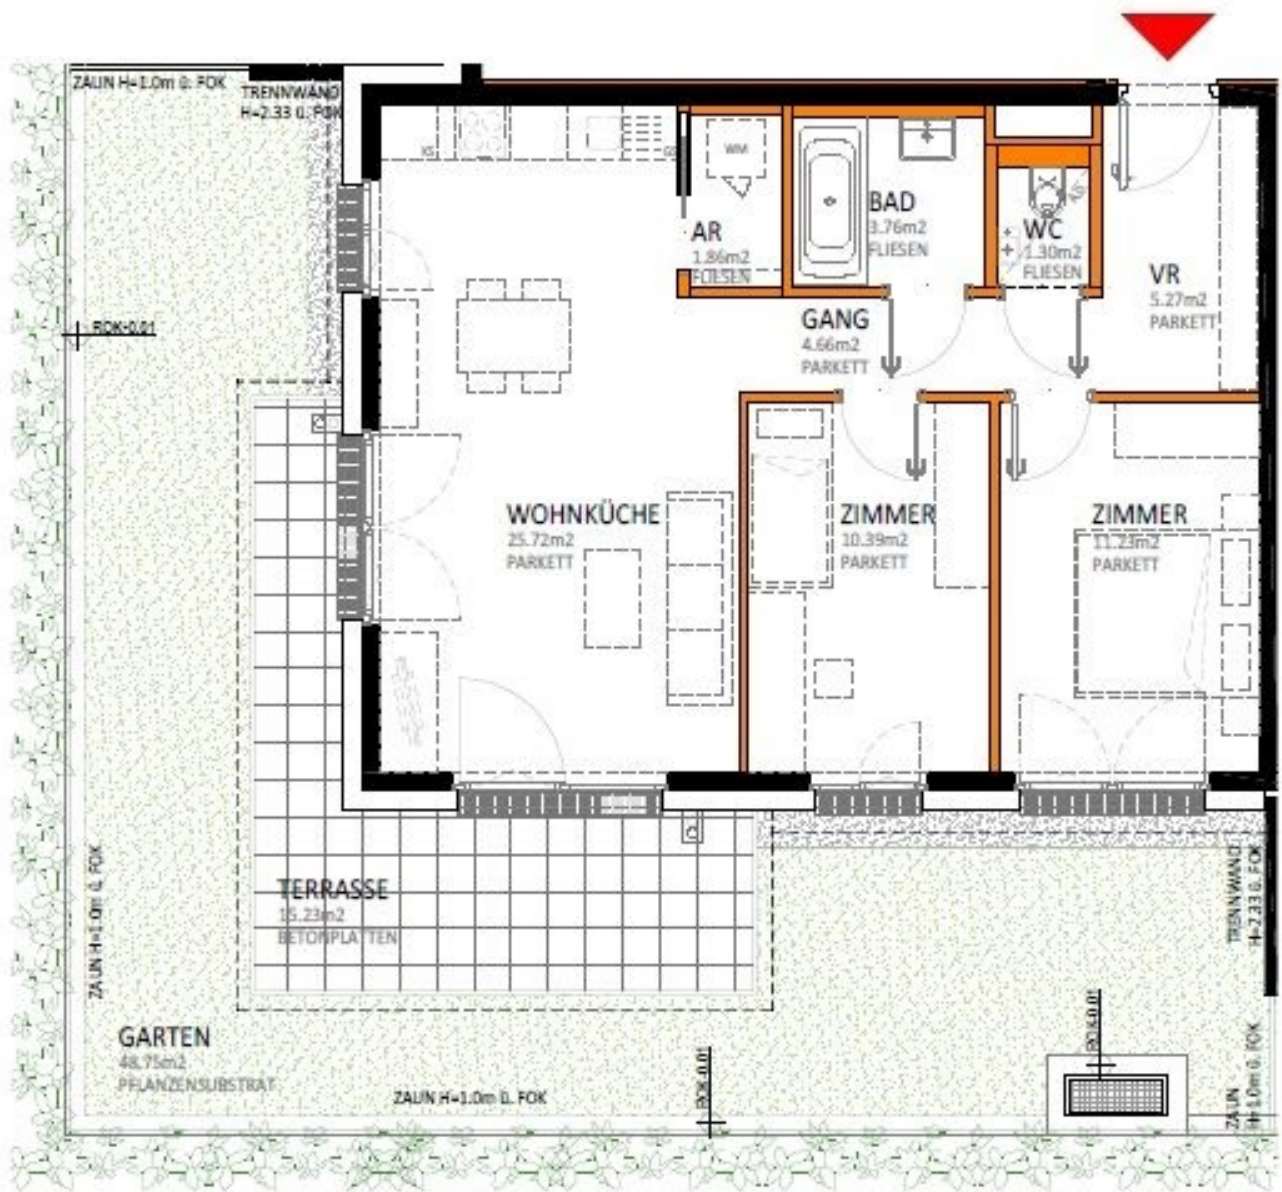 ZAUN H=1.0m ü. FOK
TRENNWAND
H=2.33 ü. FOK
KS
GS
WM
AR
1.86m2
FLIESEN
BAD
3.76m2
FLIESEN
WC
1.30m2
FLIESEN
VR
5.27m2
PARKETT
GANG
4.66m2
PARKETT
WOHNKÜCHE
25.72m2
PARKETT
ZIMMER
10.39m2
PARKETT
ZIMMER
11.23m2
PARKETT
TERRASSE
15.23m2
BETONPLATTEN
GARTEN
48.75m2
PFLANZENSUBSTRAT
ZAUN H=1.0m ü. FOK
ZAUN H=1.0m ü. FOK
TRENNWAND
H=2.33 ü. FOK
ZAUN
H=1.0m ü. FOK